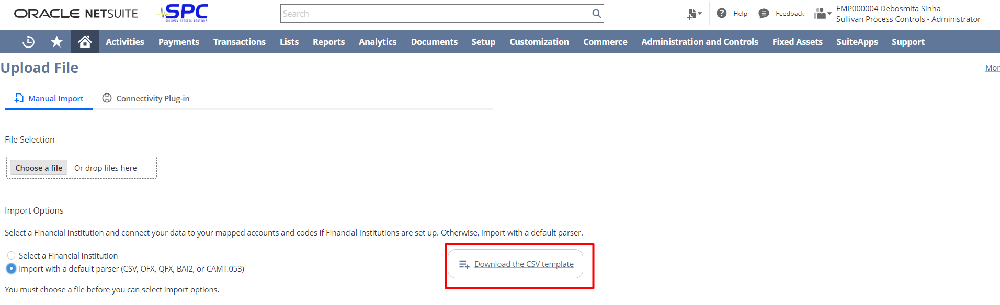 ORACLE NETSUITE
SPC
SULLIVAN PROCESS CONTROLS
Search
Help
Feedback
EMP000004 Debosmita Sinha
Sullivan Process Controls - Administrator
Activities Payments Transactions Lists Reports Analytics Documents Setup Customization Commerce Administration and Controls Fixed Assets SuiteApps Support
Upload File
Mor
Manual Import Connectivity Plug-in
File Selection
Choose a file Or drop files here
Import Options
Select a Financial Institution and connect your data to your mapped accounts and codes if Financial Institutions are set up. Otherwise, import with a default parser.
Select a Financial Institution
Download the CSV template
Import with a default parser (CSV, OFX, QFX, BAI2, or CAMT.053)
You must choose a file before you can select import options.